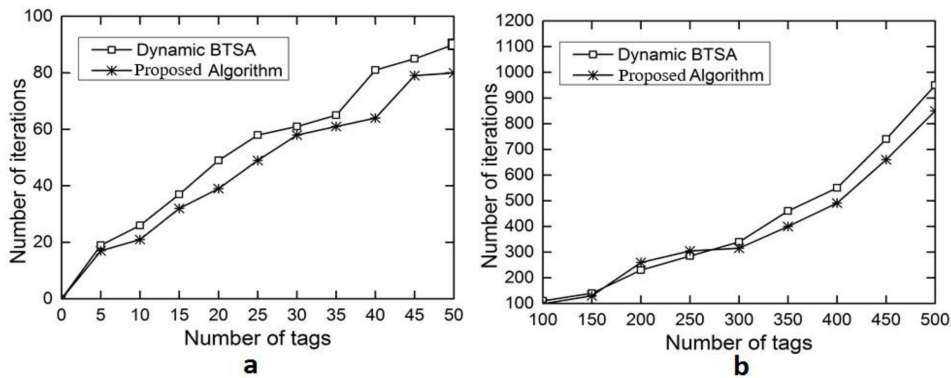 100
80
60
40
20
0
Number of iterations
Dynamic BTSA
Proposed Algorithm
0 5 10 15 20 25 30 35 40 45 50
Number of tags
a
1200
1100
1000
900
800
700
600
500
400
300
200
100
Number of iterations
Dynamic BTSA
Proposed Algorithm
100 150 200 250 300 350 400 450 500
Number of tags
b